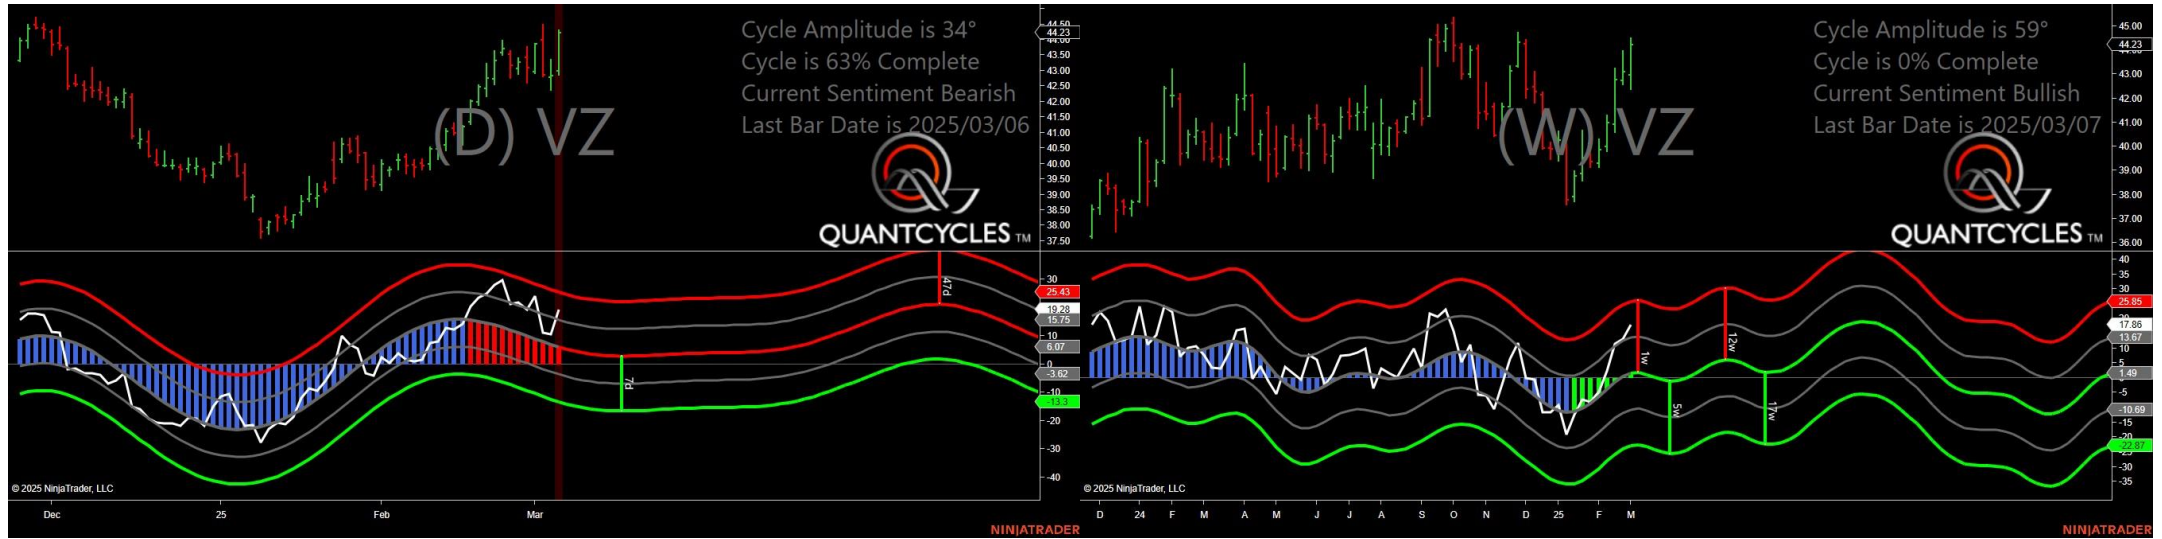 Cycle Amplitude is 34°
Cycle is 63% Complete
Current Sentiment Bearish
Last Bar Date is 2025/03/06
(D) VZ
QUANTCYCLES TM
44.50
44.23
44.00
43.50
43.00
42.50
42.00
41.50
41.00
40.50
40.00
39.50
39.00
38.50
38.00
37.50
47d
7d
30
25.43
19.28
15.75
10
6.07
0
-3.62
-10
-13.3
-20
-30
-40
© 2025 NinjaTrader, LLC
Dec 25 Feb Mar
NINJATRADER
Cycle Amplitude is 59°
Cycle is 0% Complete
Current Sentiment Bullish
Last Bar Date is 2025/03/07
(W) VZ
QUANTCYCLES TM
45.00
44.23
44.00
43.00
42.00
41.00
40.00
39.00
38.00
37.00
36.00
1w
12w
5w
17w
40
35
30
25.85
20
17.86
13.67
10
5
1.49
-5
-10.69
-15
-22.87
-25
-30
-35
© 2025 NinjaTrader, LLC
D 24 F M A M J J A S O N D 25 F M
NINJATRADER